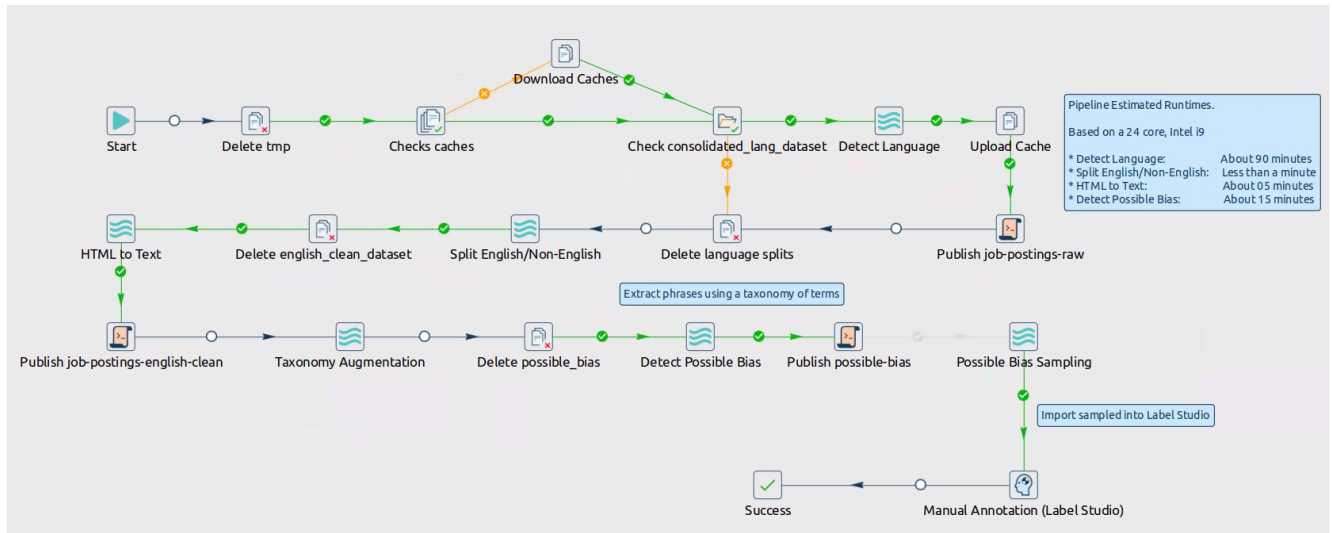 Download Caches
Start
Delete tmp
Checks caches
Check consolidated_lang_dataset
Detect Language
Upload Cache
Pipeline Estimated Runtimes.
Based on a 24 core, Intel i9
* Detect Language: About 90 minutes
* Split English/Non-English: Less than a minute
* HTML to Text: About 05 minutes
* Detect Possible Bias: About 15 minutes
HTML to Text
Delete english_clean_dataset
Split English/Non-English
Delete language splits
Publish job-postings-raw
Extract phrases using a taxonomy of terms
Publish job-postings-english-clean
Taxonomy Augmentation
Delete possible_bias
Detect Possible Bias
Publish possible-bias
Possible Bias Sampling
Import sampled into Label Studio
Success
Manual Annotation (Label Studio)